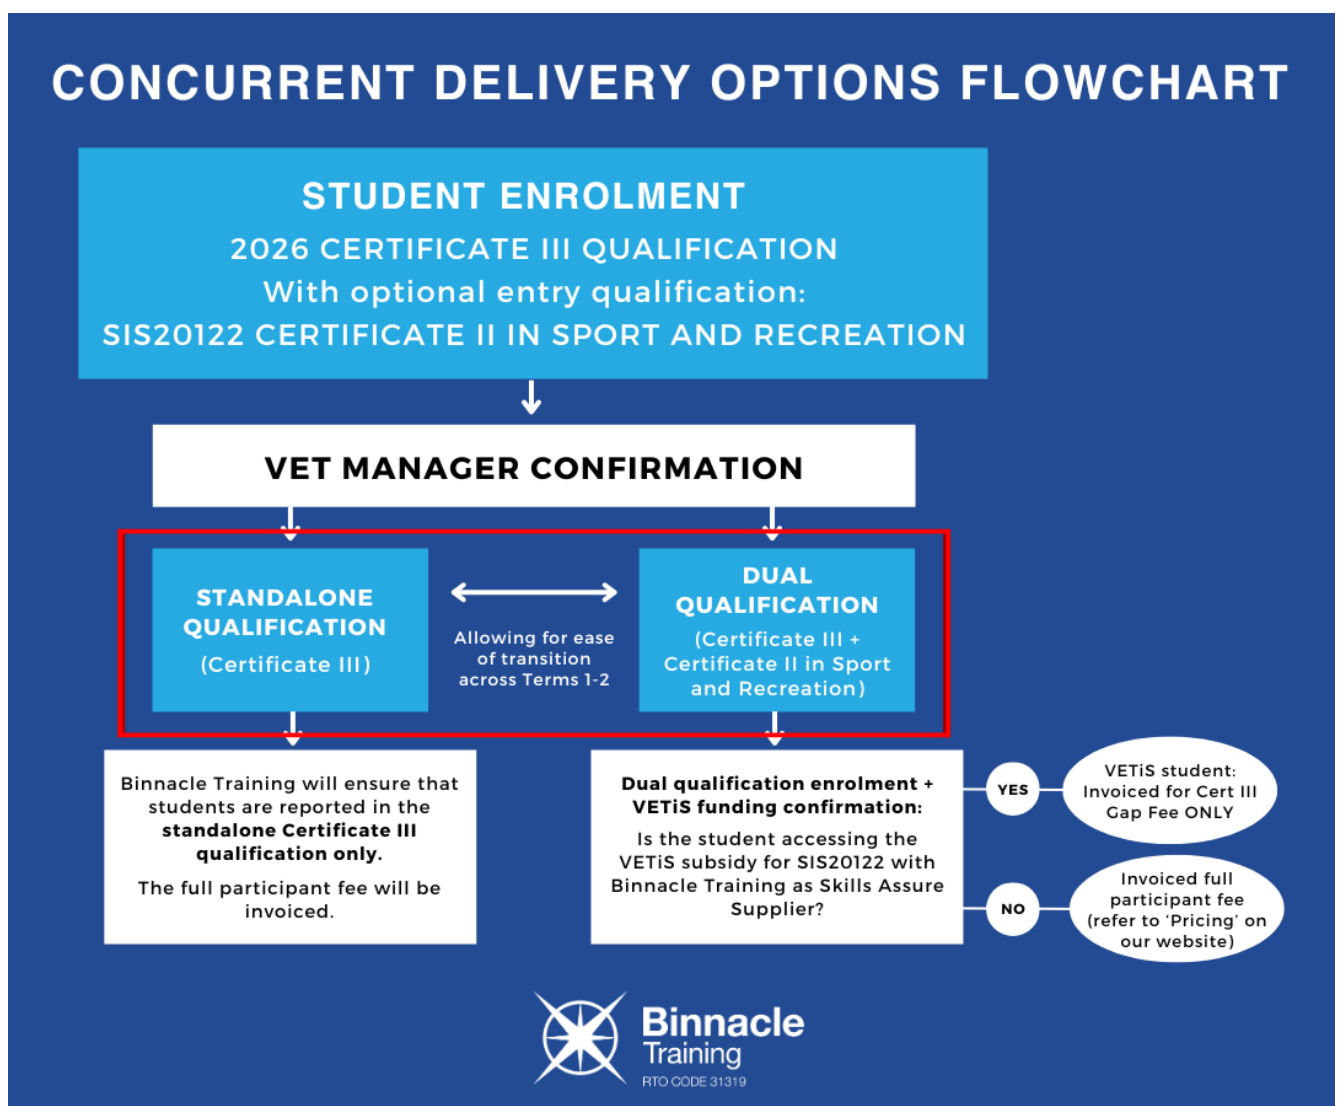 CONCURRENT DELIVERY OPTIONS FLOWCHART
STUDENT ENROLMENT
2026 CERTIFICATE III QUALIFICATION
With optional entry qualification:
SIS20122 CERTIFICATE II IN SPORT AND RECREATION
VET MANAGER CONFIRMATION
STANDALONE
QUALIFICATION
(Certificate III)
Allowing for ease
of transition
across Terms 1-2
DUAL
QUALIFICATION
(Certificate III +
Certificate II in Sport
and Recreation)
Binnacle Training will ensure that
students are reported in the
standalone Certificate III
qualification only.
The full participant fee will be
invoiced.
Dual qualification enrolment +
VETiS funding confirmation:
Is the student accessing the
VETiS subsidy for SIS20122 with
Binnacle Training as Skills Assure
Supplier?
YES
VETiS student:
Invoiced for Cert III
Gap Fee ONLY
NO
Invoiced full
participant fee
(refer to ‘Pricing’ on
our website)
Binnacle
Training
RTO CODE 31319